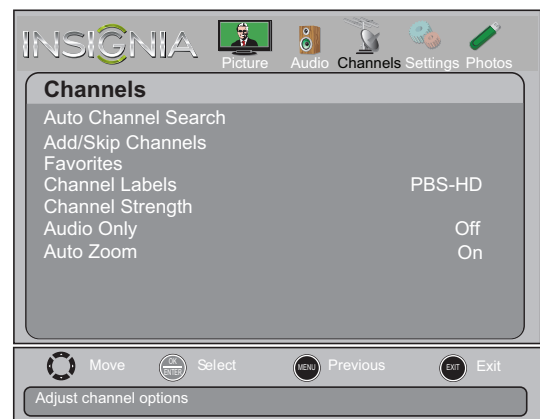 INSIGNIA
Picture Audio Channels Settings Photos
Channels
Auto Channel Search
Add/Skip Channels
Favorites
Channel Labels PBS-HD
Channel Strength
Audio Only Off
Auto Zoom On
Move OK ENTER Select MENU Previous EXIT Exit
Adjust channel options